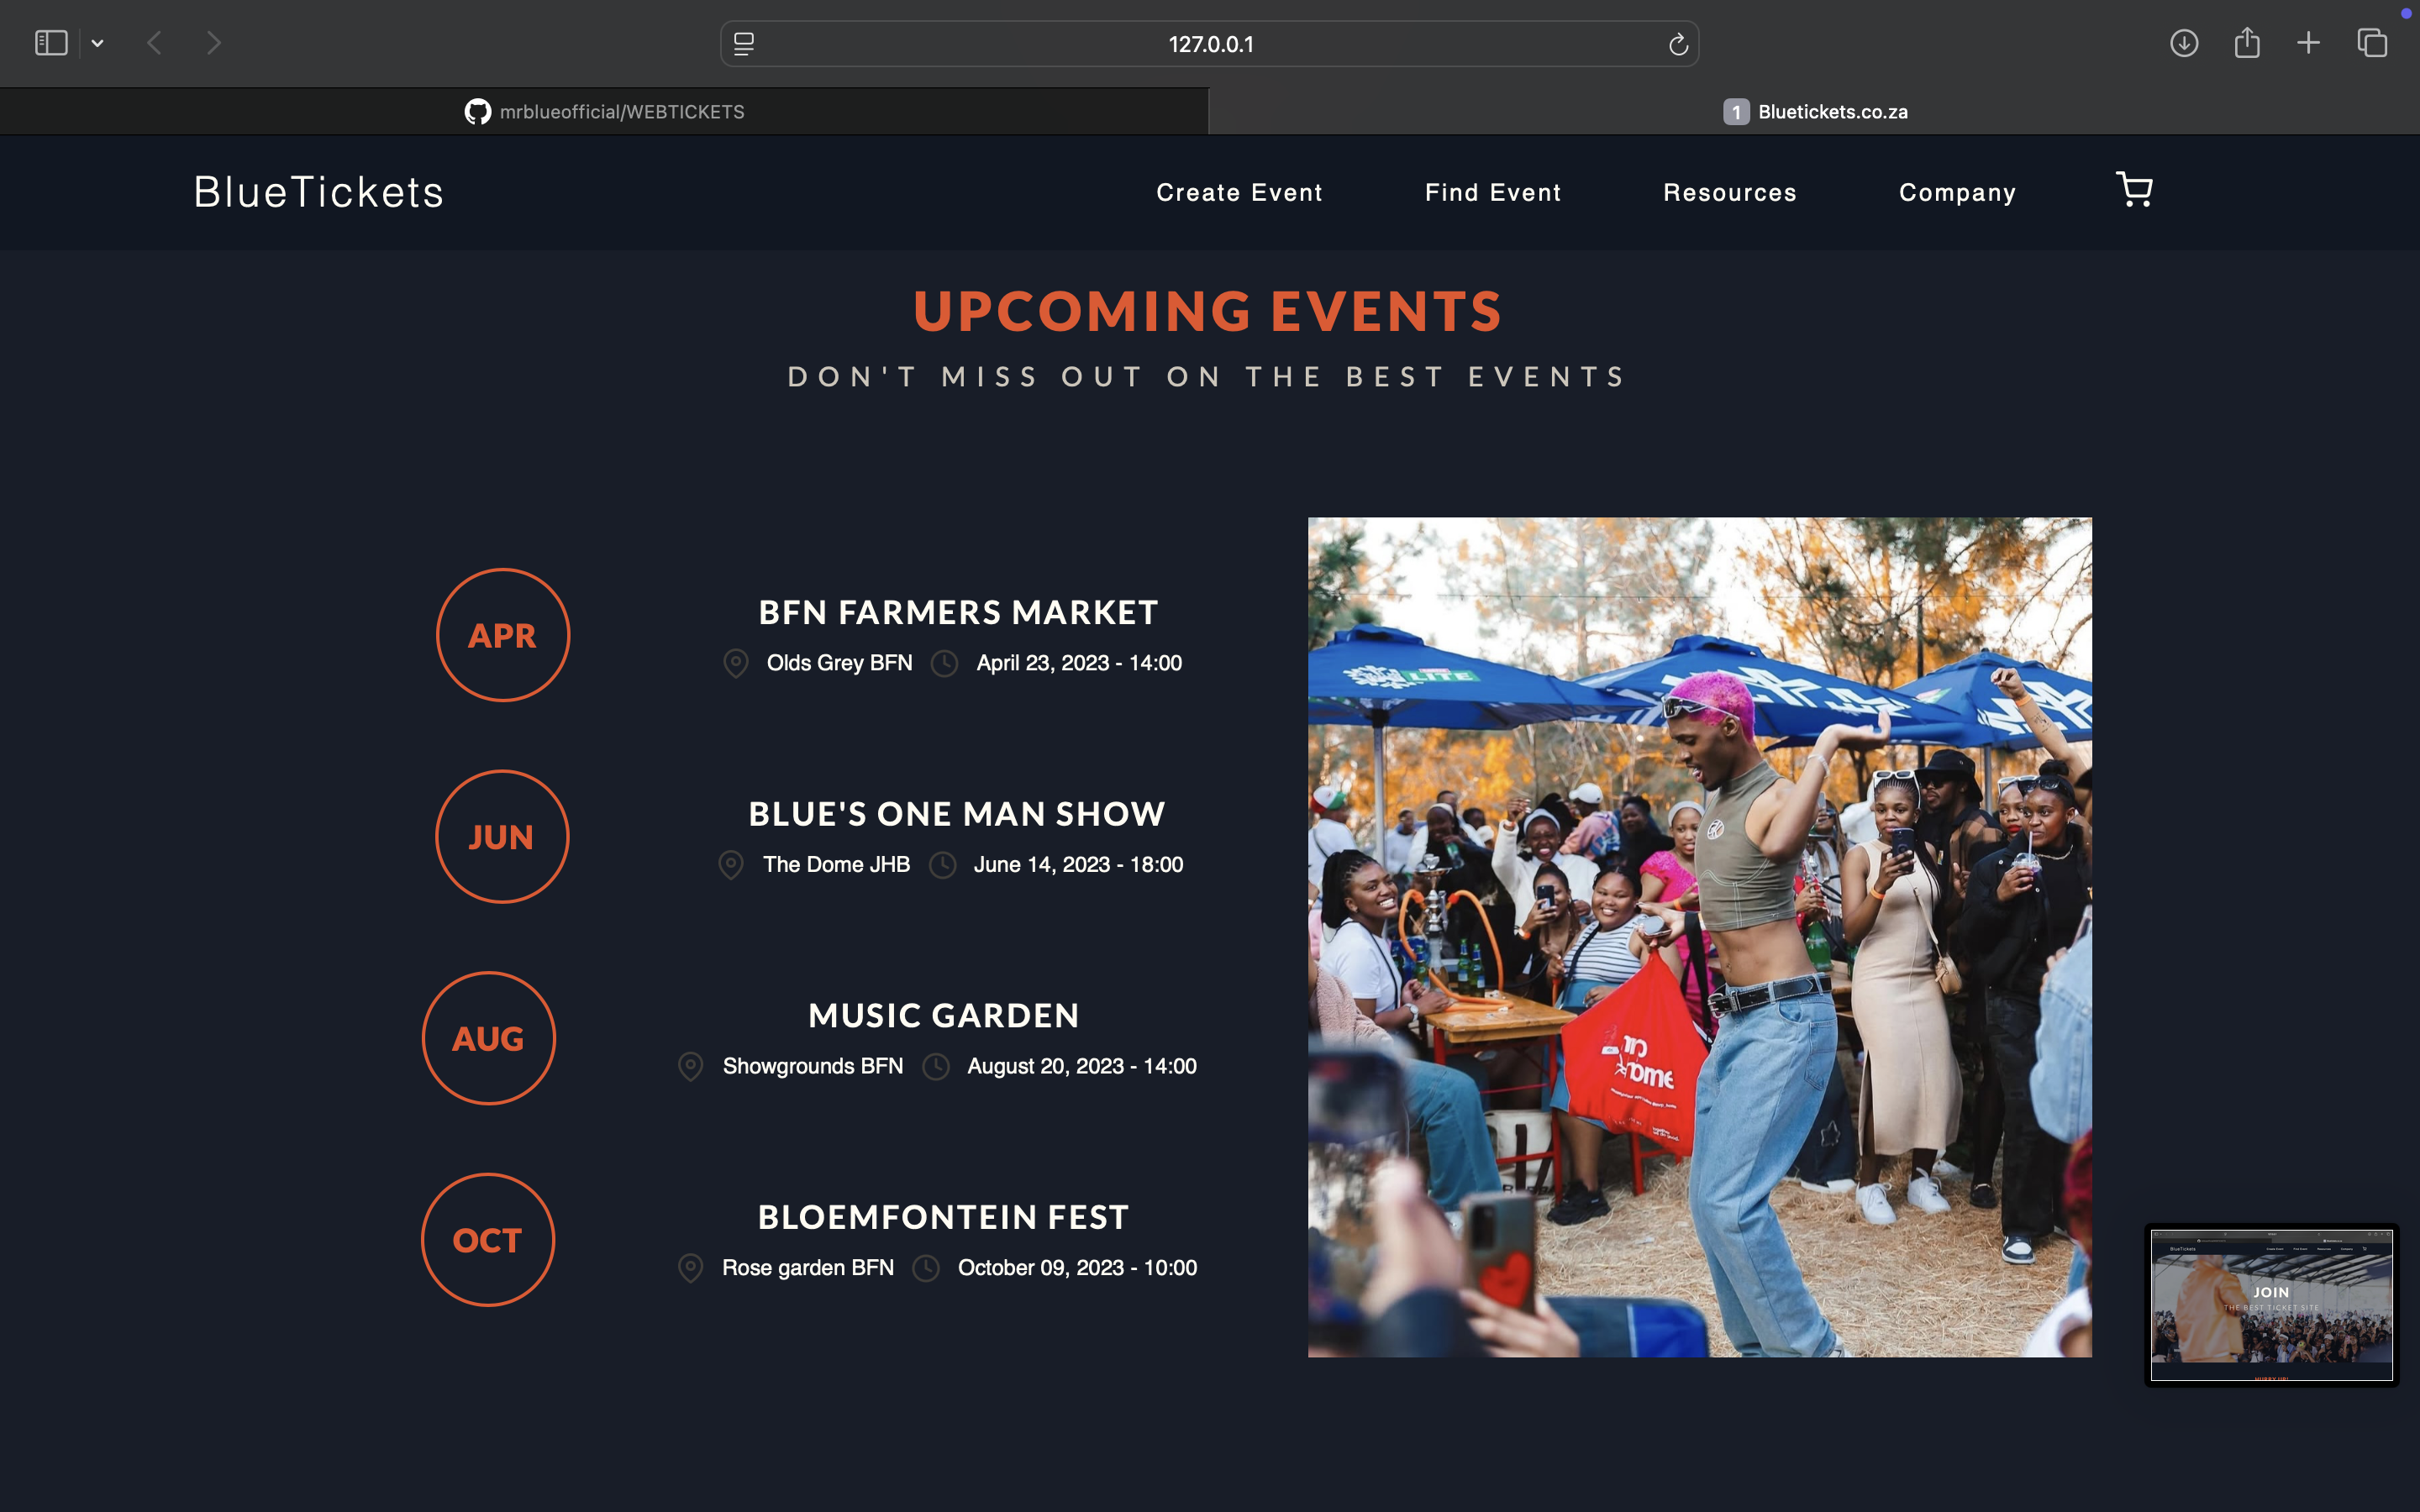 127.0.0.1
mrblueofficial/WEBTICKETS
1 Bluetickets.co.za
BlueTickets
Create Event Find Event Resources Company
UPCOMING EVENTS
DON'T MISS OUT ON THE BEST EVENTS
APR
BFN FARMERS MARKET
Olds Grey BFN April 23, 2023 - 14:00
JUN
BLUE'S ONE MAN SHOW
The Dome JHB June 14, 2023 - 18:00
AUG
MUSIC GARDEN
Showgrounds BFN August 20, 2023 - 14:00
OCT
BLOEMFONTEIN FEST
Rose garden BFN October 09, 2023 - 10:00
LITE
BlueTickets
JOIN
THE BEST TICKET SITE
HURRY UP!